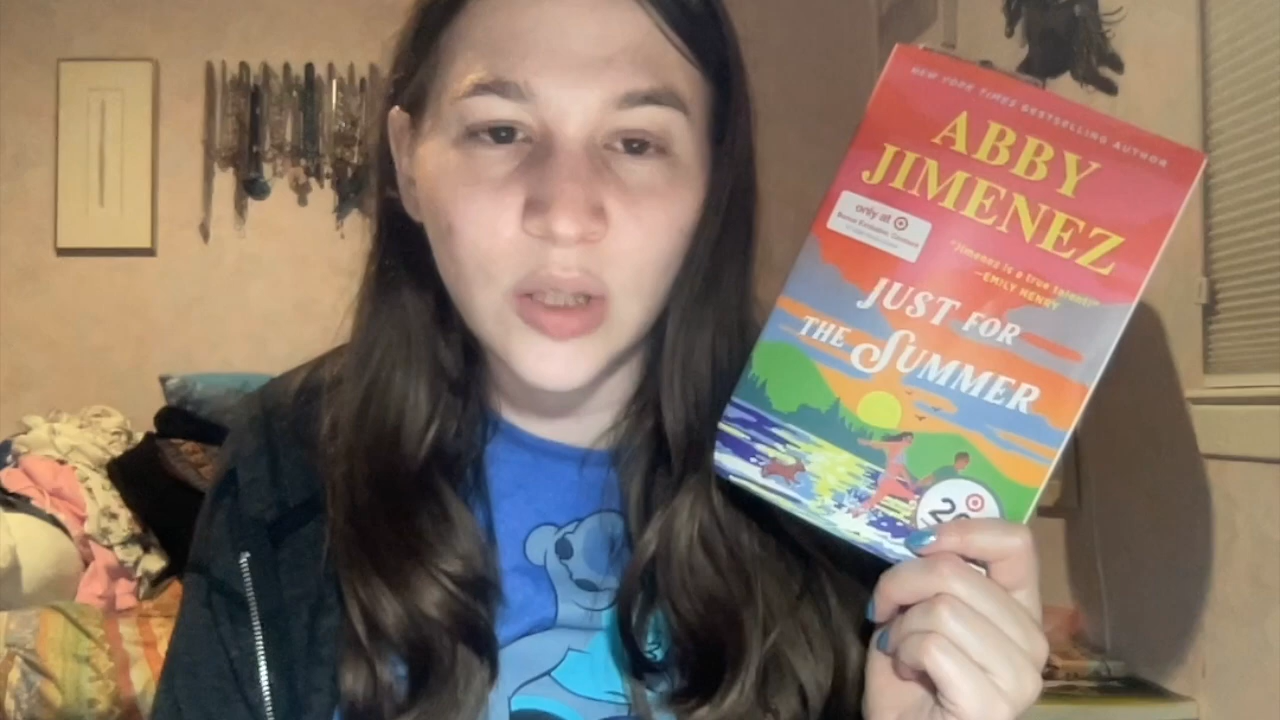 NEW YORK TIMES BESTSELLING AUTHOR
ABBY
JIMENEZ
only at
"Jimenez is a true talent!"
—EMILY HENRY
JUST FOR
THE SUMMER